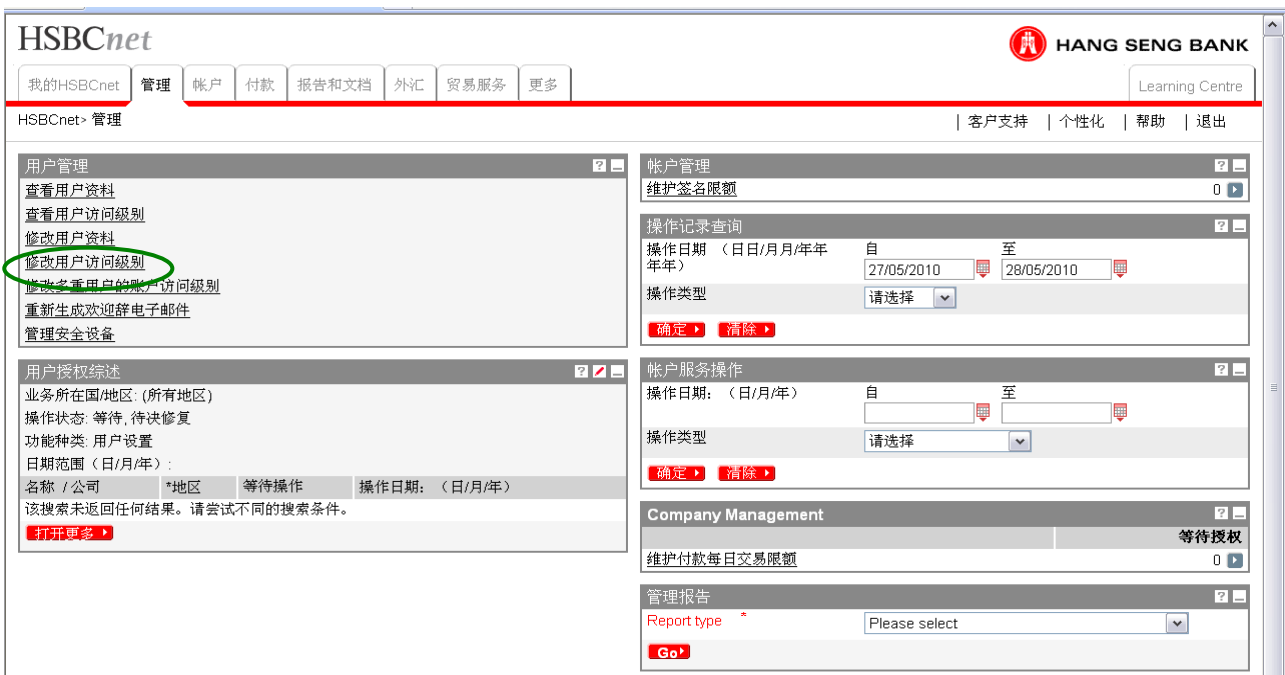 HSBCnet
HANG SENG BANK
我的HSBCnet 管理 帐户 付款 报告和文档 外汇 贸易服务 更多 Learning Centre
HSBCnet> 管理 | 客户支持 | 个性化 | 帮助 | 退出
用户管理
查看用户资料
查看用户访问级别
修改用户资料
修改用户访问级别
修改多重用户的账户访问级别
重新生成欢迎辞电子邮件
管理安全设备
用户授权综述
业务所在国/地区: (所有地区)
操作状态: 等待, 待决修复
功能种类: 用户设置
日期范围（日/月/年）:
名称 / 公司 *地区 等待操作 操作日期: （日/月/年）
该搜索未返回任何结果。请尝试不同的搜索条件。
打开更多
帐户管理
维护签名限额 0
操作记录查询
操作日期 （日日/月月/年年年年） 自 至
27/05/2010 28/05/2010
操作类型 请选择
确定 清除
帐户服务操作
操作日期: （日/月/年） 自 至
操作类型 请选择
确定 清除
Company Management
等待授权
维护付款每日交易限额 0
管理报告
Report type * Please select
Go